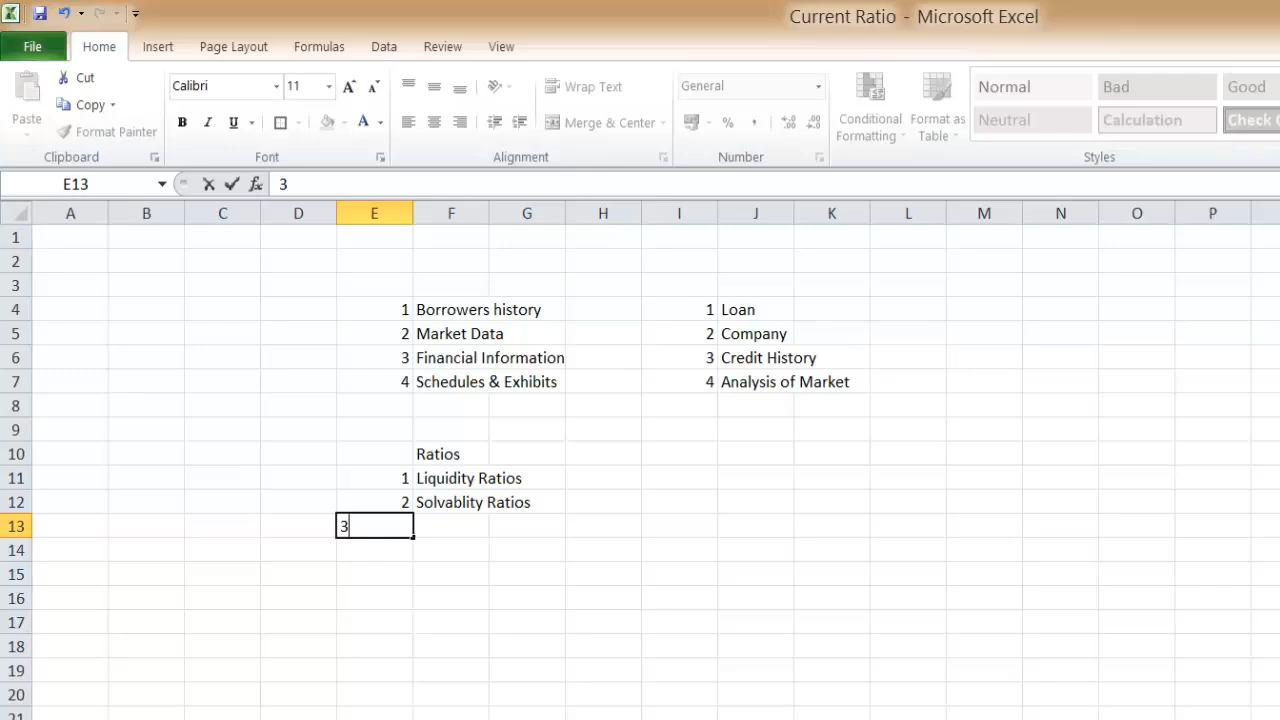 Current Ratio - Microsoft Excel
File Home Insert Page Layout Formulas Data Review View
Paste Cut Copy Format Painter
Clipboard
Calibri 11 A A
B I U A
Font
Wrap Text
Merge & Center
Alignment
General
% ,
Number
Conditional Formatting Format as Table
Normal Bad Good
Neutral Calculation Check
Styles
E13 fx 3
A B C D E F G H I J K L M N O P
1
2
3
4 1 Borrowers history 1 Loan
5 2 Market Data 2 Company
6 3 Financial Information 3 Credit History
7 4 Schedules & Exhibits 4 Analysis of Market
8
9
10 Ratios
11 1 Liquidity Ratios
12 2 Solvablity Ratios
13 3
14
15
16
17
18
19
20
21